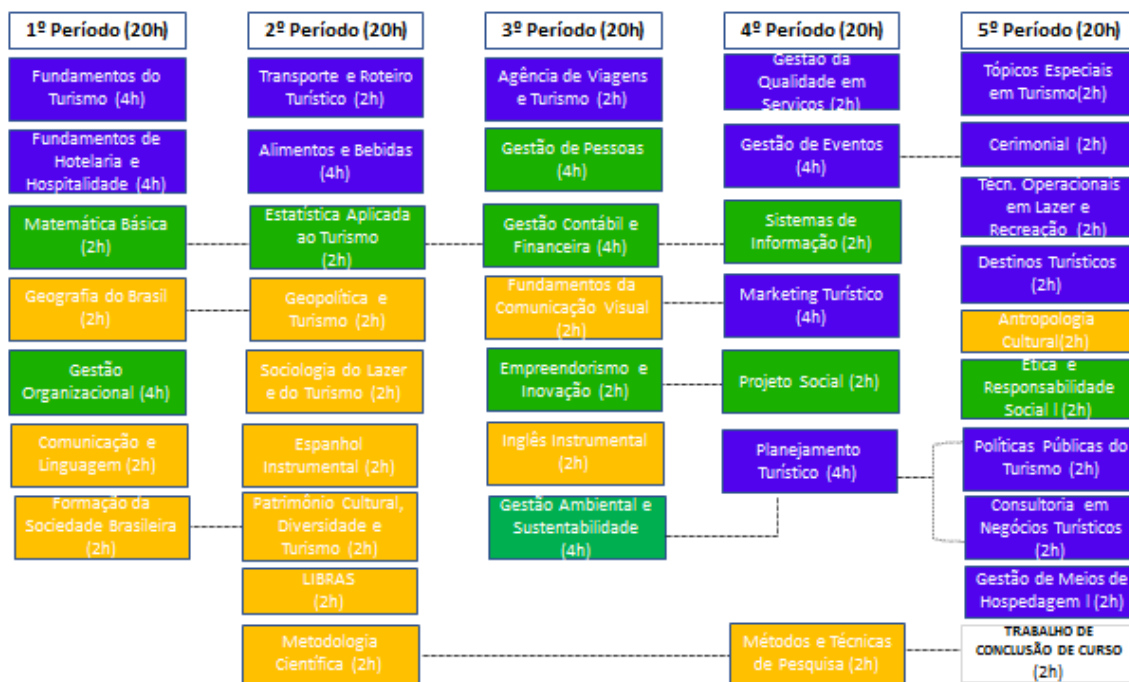 1º Período (20h)
Fundamentos do
Turismo (4h)
Fundamentos de
Hotelaria e
Hospitalidade (4h)
Matemática Básica
(2h)
Geografia do Brasil
(2h)
Gestão
Organizacional (4h)
Comunicação e
Linguagem (2h)
Formação da
Sociedade Brasileira
(2h)
2º Período (20h)
Transporte e Roteiro
Turístico (2h)
Alimentos e Bebidas
(4h)
Estatística Aplicada
ao Turismo
(2h)
Geopolítica e
Turismo (2h)
Sociologia do Lazer
e do Turismo (2h)
Espanhol
Instrumental (2h)
Patrimônio Cultural,
Diversidade e
Turismo (2h)
LIBRAS
(2h)
Metodologia
Científica (2h)
3º Período (20h)
Agência de Viagens
e Turismo (2h)
Gestão de Pessoas
(4h)
Gestão Contábil e
Financeira (4h)
Fundamentos da
Comunicação Visual
(2h)
Empreendorismo e
Inovação (2h)
Inglês Instrumental
(2h)
Gestão Ambiental e
Sustentabilidade
(4h)
4º Período (20h)
Gestão da
Qualidade em
Serviços (2h)
Gestão de Eventos
(4h)
Sistemas de
Informação (2h)
Marketing Turístico
(4h)
Projeto Social (2h)
Planejamento
Turístico (4h)
Métodos e Técnicas
de Pesquisa (2h)
5º Período (20h)
Tópicos Especiais
em Turismo(2h)
Cerimonial (2h)
Tecn. Operacionais
em Lazer e
Recreação (2h)
Destinos Turísticos
(2h)
Antropologia
Cultural(2h)
Ética e
Responsabilidade
Social I (2h)
Políticas Públicas do
Turismo (2h)
Consultoria em
Negócios Turísticos
(2h)
Gestão de Meios de
Hospedagem I (2h)
TRABALHO DE
CONCLUSÃO DE CURSO
(2h)